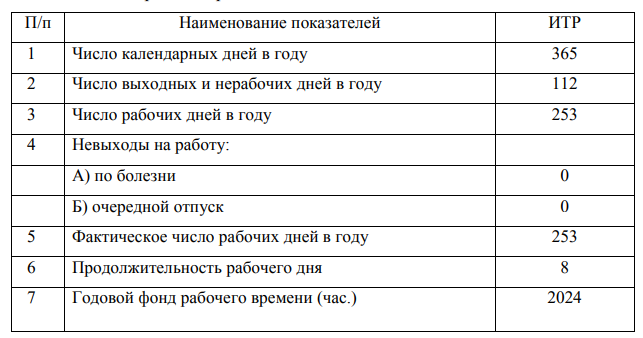 П/п Наименование показателей ИТР
1 Число календарных дней в году 365
2 Число выходных и нерабочих дней в году 112
3 Число рабочих дней в году 253
4 Невыходы на работу:
А) по болезни 0
Б) очередной отпуск 0
5 Фактическое число рабочих дней в году 253
6 Продолжительность рабочего дня 8
7 Годовой фонд рабочего времени (час.) 2024